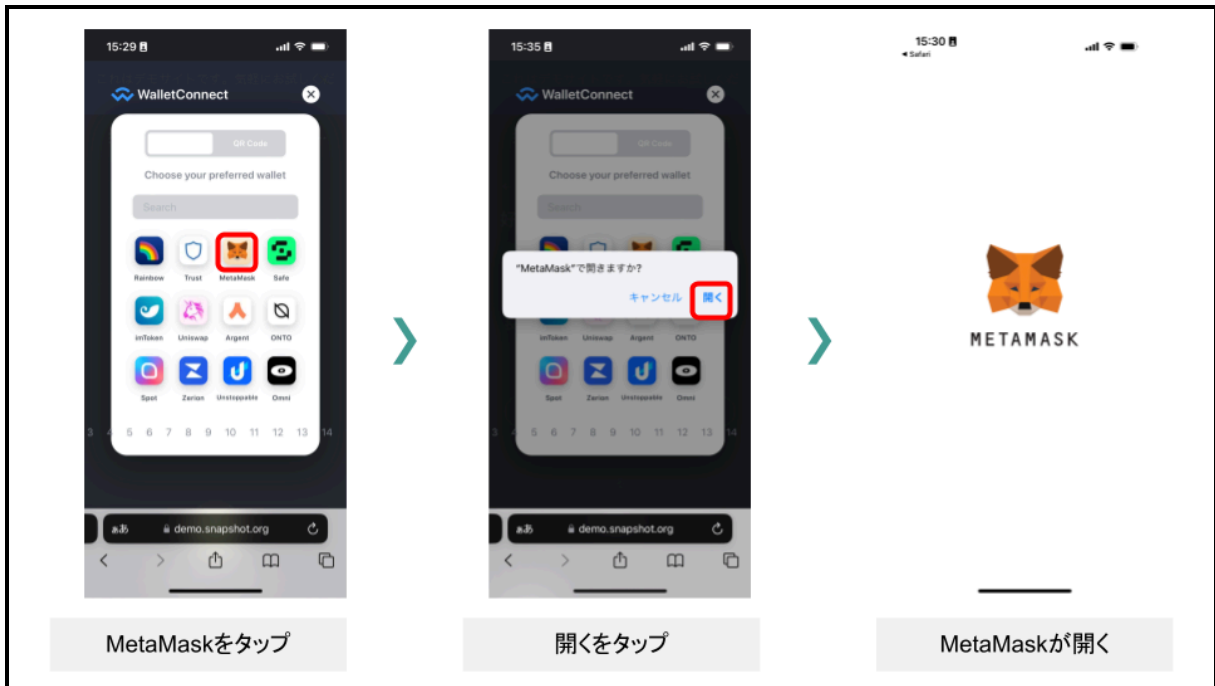 15:29
WalletConnect
QR Code
Choose your preferred wallet
Search
Rainbow Trust MetaMask Safe
imToken Uniswap Argent ONTO
Spot Zerion Unstoppable Omni
3 4 5 6 7 8 9 10 11 12 13 14
ぁあ demo.snapshot.org
MetaMaskをタップ
15:35
WalletConnect
QR Code
Choose your preferred wallet
Search
"MetaMask"で開きますか?
キャンセル 開く
imToken Uniswap Argent ONTO
Spot Zerion Unstoppable Omni
3 4 5 6 7 8 9 10 11 12 13 14
ぁあ demo.snapshot.org
開くをタップ
15:30
Safari
METAMASK
MetaMaskが開く